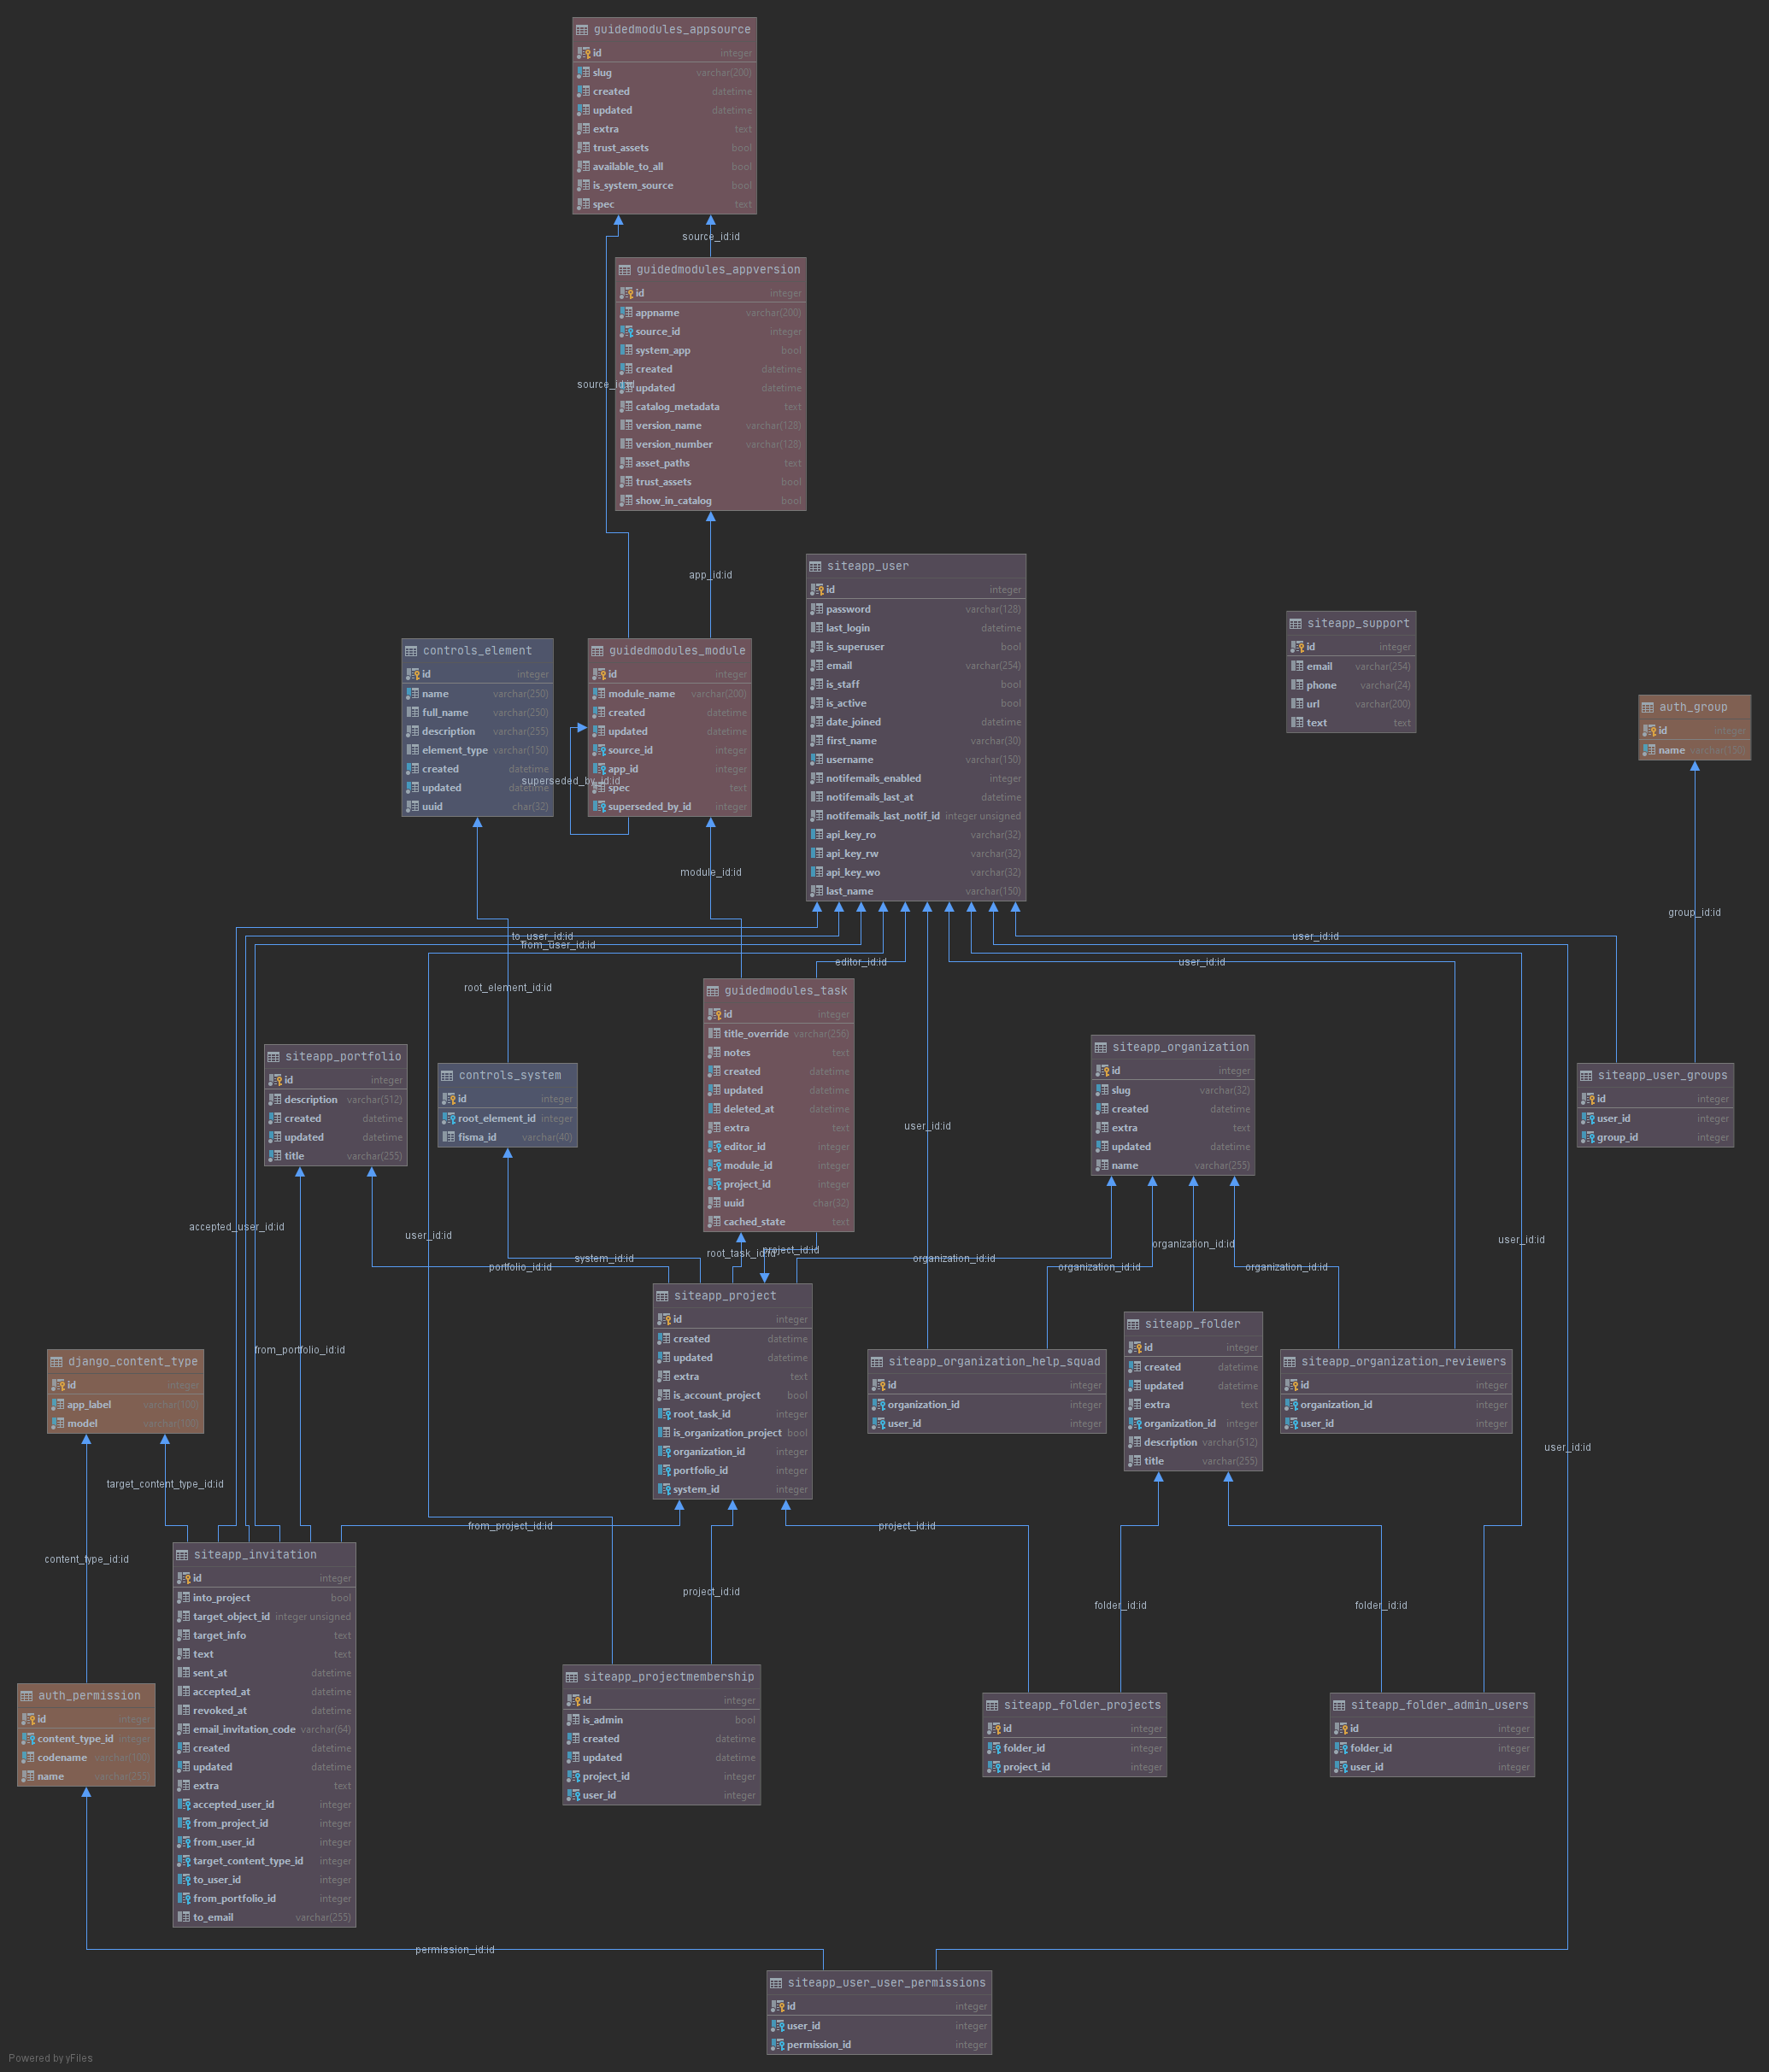 guidedmodules_appsource
id integer
slug varchar(200)
created datetime
updated datetime
extra text
trust_assets bool
available_to_all bool
is_system_source bool
spec text
source_id:id
guidedmodules_appversion
id integer
appname varchar(200)
source_id integer
system_app bool
created datetime
source_id:id
updated datetime
catalog_metadata text
version_name varchar(128)
version_number varchar(128)
asset_paths text
trust_assets bool
show_in_catalog bool
app_id:id
siteapp_user
id integer
password varchar(128)
last_login datetime
is_superuser bool
email varchar(254)
is_staff bool
is_active bool
date_joined datetime
first_name varchar(30)
username varchar(150)
notifemails_enabled integer
notifemails_last_at datetime
notifemails_last_notif_id integer unsigned
api_key_ro varchar(32)
api_key_rw varchar(32)
api_key_wo varchar(32)
last_name varchar(150)
siteapp_support
id integer
email varchar(254)
phone varchar(24)
url varchar(200)
text text
controls_element
id integer
name varchar(250)
full_name varchar(250)
description varchar(255)
element_type varchar(150)
created datetime
updated datetime
uuid char(32)
guidedmodules_module
id integer
module_name varchar(200)
created datetime
updated datetime
source_id integer
app_id integer
superseded_by_id:id
spec text
superseded_by_id integer
auth_group
id integer
name varchar(150)
module_id:id
group_id:id
to_user_id:id
from_user_id:id
user_id:id
editor_id:id
user_id:id
root_element_id:id
guidedmodules_task
id integer
title_override varchar(256)
notes text
created datetime
updated datetime
deleted_at datetime
extra text
editor_id integer
module_id integer
project_id integer
uuid char(32)
cached_state text
siteapp_portfolio
id integer
description varchar(512)
created datetime
updated datetime
title varchar(255)
controls_system
id integer
root_element_id integer
fisma_id varchar(40)
siteapp_organization
id integer
slug varchar(32)
created datetime
extra text
updated datetime
name varchar(255)
siteapp_user_groups
id integer
user_id integer
group_id integer
user_id:id
accepted_user_id:id
user_id:id
user_id:id
organization_id:id
system_id:id
root_task_id:id
project_id:id
organization_id:id
portfolio_id:id
organization_id:id
organization_id:id
siteapp_project
id integer
created datetime
updated datetime
extra text
is_account_project bool
root_task_id integer
is_organization_project bool
organization_id integer
portfolio_id integer
system_id integer
siteapp_organization_help_squad
id integer
organization_id integer
user_id integer
siteapp_folder
id integer
created datetime
updated datetime
extra text
organization_id integer
description varchar(512)
title varchar(255)
siteapp_organization_reviewers
id integer
organization_id integer
user_id integer
from_portfolio_id:id
django_content_type
id integer
app_label varchar(100)
model varchar(100)
user_id:id
target_content_type_id:id
from_project_id:id
project_id:id
content_type_id:id
siteapp_invitation
id integer
into_project bool
target_object_id integer unsigned
target_info text
text text
sent_at datetime
accepted_at datetime
revoked_at datetime
email_invitation_code varchar(64)
created datetime
updated datetime
extra text
accepted_user_id integer
from_project_id integer
from_user_id integer
target_content_type_id integer
to_user_id integer
from_portfolio_id integer
to_email varchar(255)
project_id:id
folder_id:id
folder_id:id
siteapp_projectmembership
id integer
is_admin bool
created datetime
updated datetime
project_id integer
user_id integer
auth_permission
id integer
content_type_id integer
codename varchar(100)
name varchar(255)
siteapp_folder_projects
id integer
folder_id integer
project_id integer
siteapp_folder_admin_users
id integer
folder_id integer
user_id integer
permission_id:id
siteapp_user_user_permissions
id integer
user_id integer
permission_id integer
Powered by yFiles